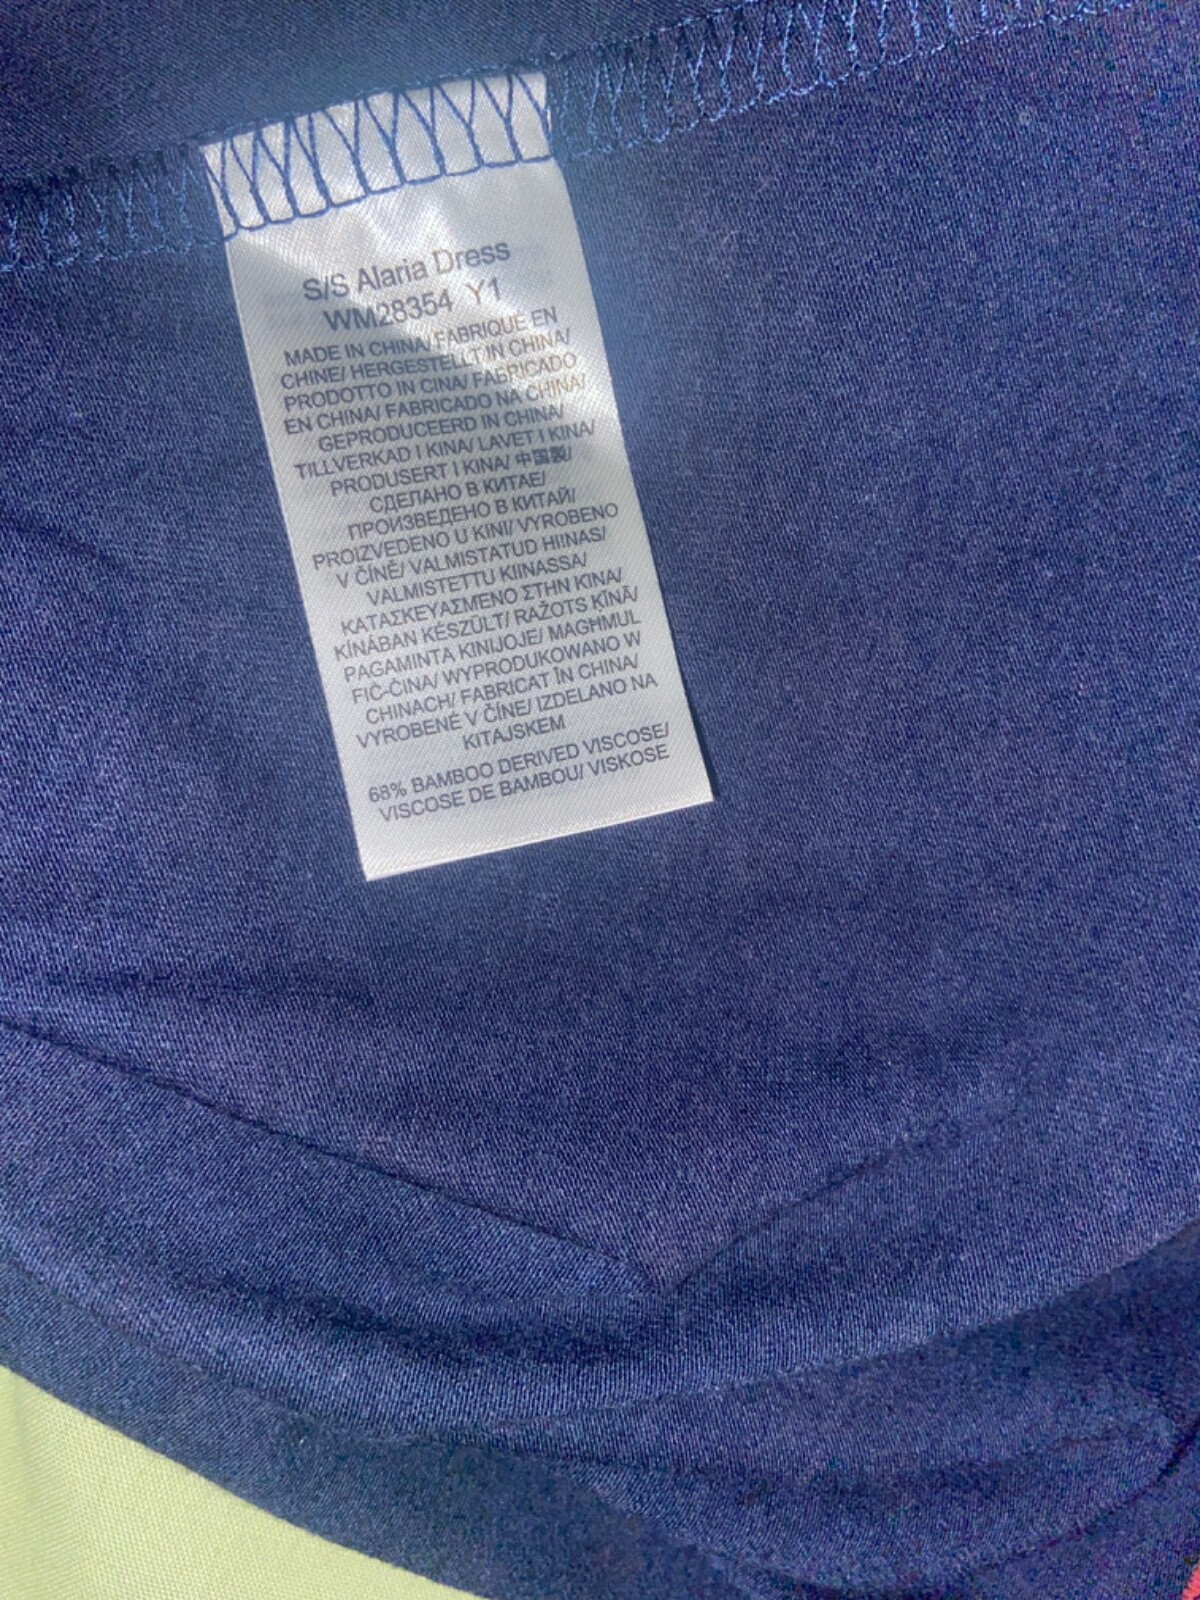 S/S Alaria Dress
WM28354 Y1
MADE IN CHINA/ FABRIQUÉ EN
CHINE/ HERGESTELLT IN CHINA/
PRODOTTO IN CINA/ FABRICADO
EN CHINA/ FABRICADO NA CHINA/
GEPRODUCEERD IN CHINA/
TILLVERKAD I KINA/ LAVET I KINA/
PRODUSERT I KINA/ 中国製/
СДЕЛАНО В КИТАЕ/
ПРОИЗВЕДЕНО В КИТАЙ/
PROIZVEDENO U KINI/ VYROBENO
V ČÍNĚ/ VALMISTATUD HIINAS/
VALMISTETTU KIINASSA/
ΚΑΤΑΣΚΕΥΑΣΜΕΝΟ ΣΤΗΝ ΚΙΝΑ/
KÍNÁBAN KÉSZÜLT/ RAŽOTS ĶĪNĀ/
PAGAMINTA KINIJOJE/ MAGĦMUL
FIĊ-ĊINA/ WYPRODUKOWANO W
CHINACH/ FABRICAT ÎN CHINA/
VYROBENÉ V ČÍNE/ IZDELANO NA
KITAJSKEM
68% BAMBOO DERIVED VISCOSE/
VISCOSE DE BAMBOU/ VISKOSE